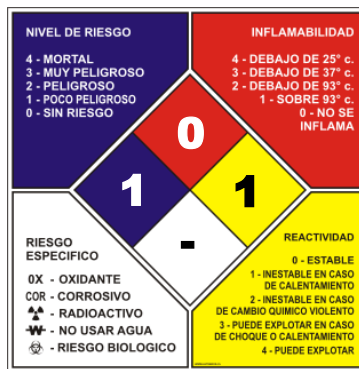 NIVEL DE RIESGO
4 - MORTAL
3 - MUY PELIGROSO
2 - PELIGROSO
1 - POCO PELIGROSO
0 - SIN RIESGO
INFLAMABILIDAD
4 - DEBAJO DE 25° c.
3 - DEBAJO DE 37° c.
2 - DEBAJO DE 93° c.
1 - SOBRE 93° c.
0 - NO SE
INFLAMA
0
1
1
-
RIESGO
ESPECIFICO
0X - OXIDANTE
COR - CORROSIVO
- RADIOACTIVO
W - NO USAR AGUA
- RIESGO BIOLOGICO
REACTIVIDAD
0 - ESTABLE
1 - INESTABLE EN CASO
DE CALENTAMIENTO
2 - INESTABLE EN CASO
DE CAMBIO QUIMICO VIOLENTO
3 - PUEDE EXPLOTAR EN CASO
DE CHOQUE O CALENTAMIENTO
4 - PUEDE EXPLOTAR